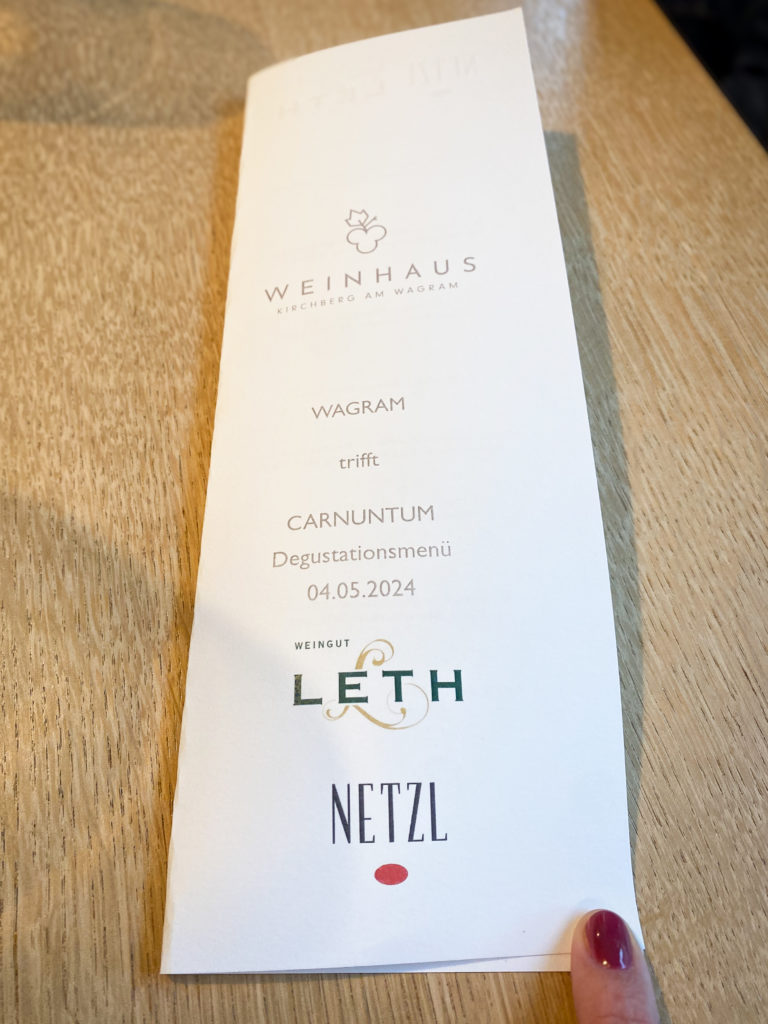 WEINHAUS
KIRCHBERG AM WAGRAM
WAGRAM
trifft
CARNUNTUM
Degustationsmenü
04.05.2024
WEINGUT
LETH
NETZL